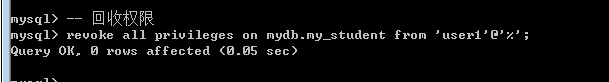 mysql> -- 回收权限
mysql> revoke all privileges on mydb.my_student from 'user1'@'%';
Query OK, 0 rows affected (0.05 sec)
mysql>